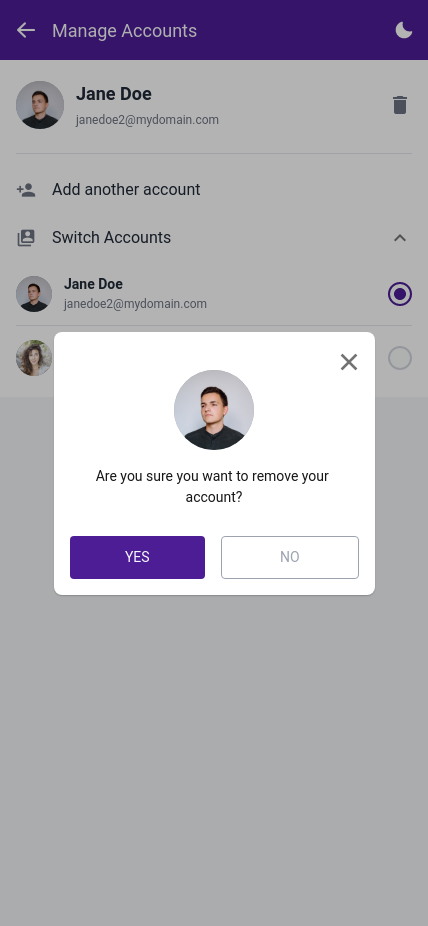 Manage Accounts
Jane Doe
janedoe2@mydomain.com
Add another account
Switch Accounts
Jane Doe
janedoe2@mydomain.com
Are you sure you want to remove your
account?
YES
NO